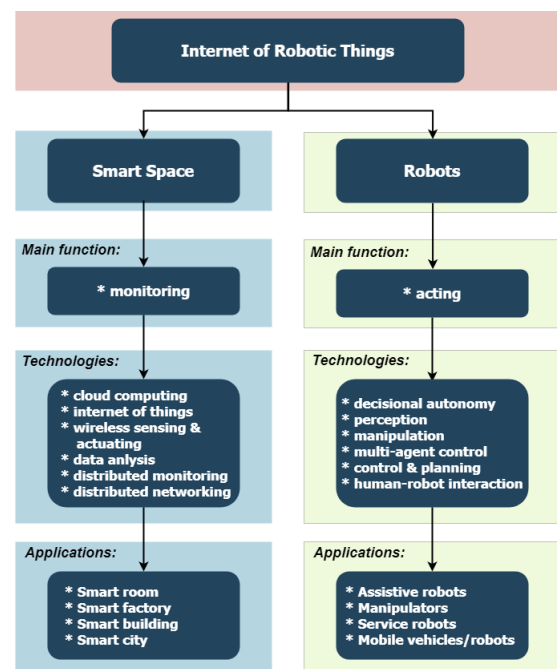 Internet of Robotic Things
Smart Space
Main function:
* monitoring
Technologies:
* cloud computing
* internet of things
* wireless sensing &
actuating
* data anlysis
* distributed monitoring
* distributed networking
Applications:
* Smart room
* Smart factory
* Smart building
* Smart city
Robots
Main function:
* acting
Technologies:
* decisional autonomy
* perception
* manipulation
* multi-agent control
* control & planning
* human-robot interaction
Applications:
* Assistive robots
* Manipulators
* Service robots
* Mobile vehicles/robots